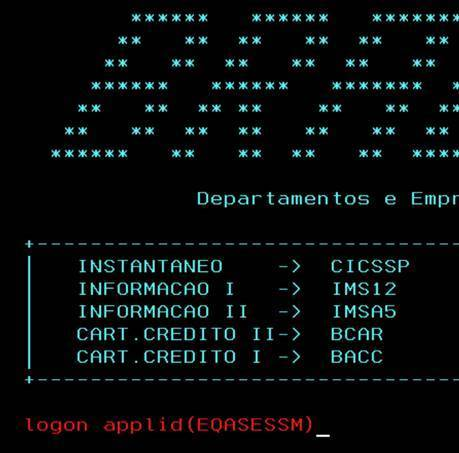 Departamentos e Empr
INSTANTANEO -> CICSSP
INFORMACAO I -> IMS12
INFORMACAO II -> IMSA5
CART.CREDITO II-> BCAR
CART.CREDITO I -> BACC
logon applid(EQASESSM)_